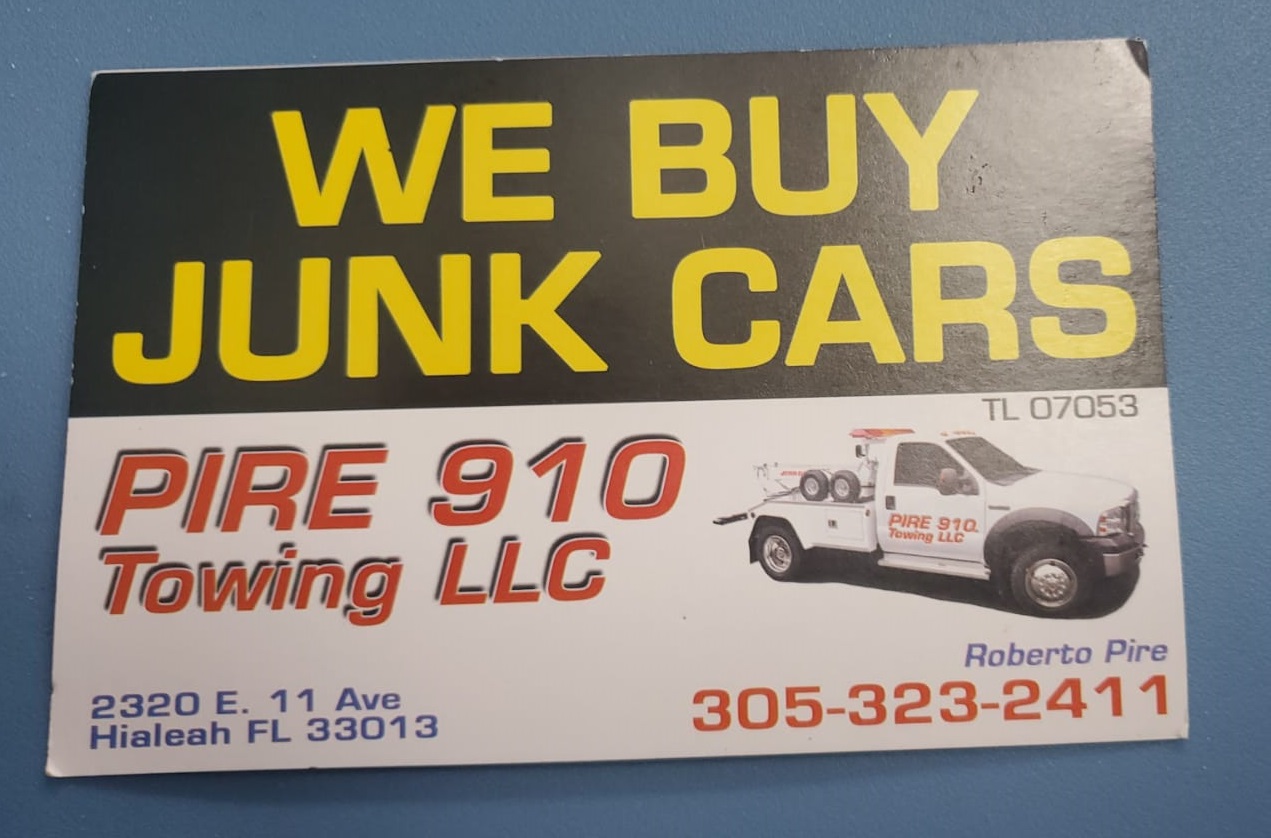 WE BUY
JUNK CARS
TL 07053
PIRE 910
Towing LLC
PIRE 910
Towing LLC
Roberto Pire
305-323-2411
2320 E. 11 Ave
Hialeah FL 33013